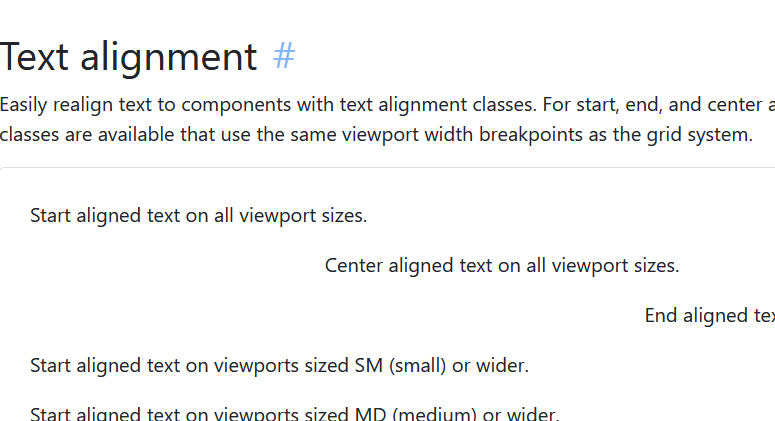 Text alignment #
Easily realign text to components with text alignment classes. For start, end, and center
classes are available that use the same viewport width breakpoints as the grid system.
Start aligned text on all viewport sizes.
Center aligned text on all viewport sizes.
End aligned
Start aligned text on viewports sized SM (small) or wider.
Start aligned text on viewports sized MD (medium) or wider.